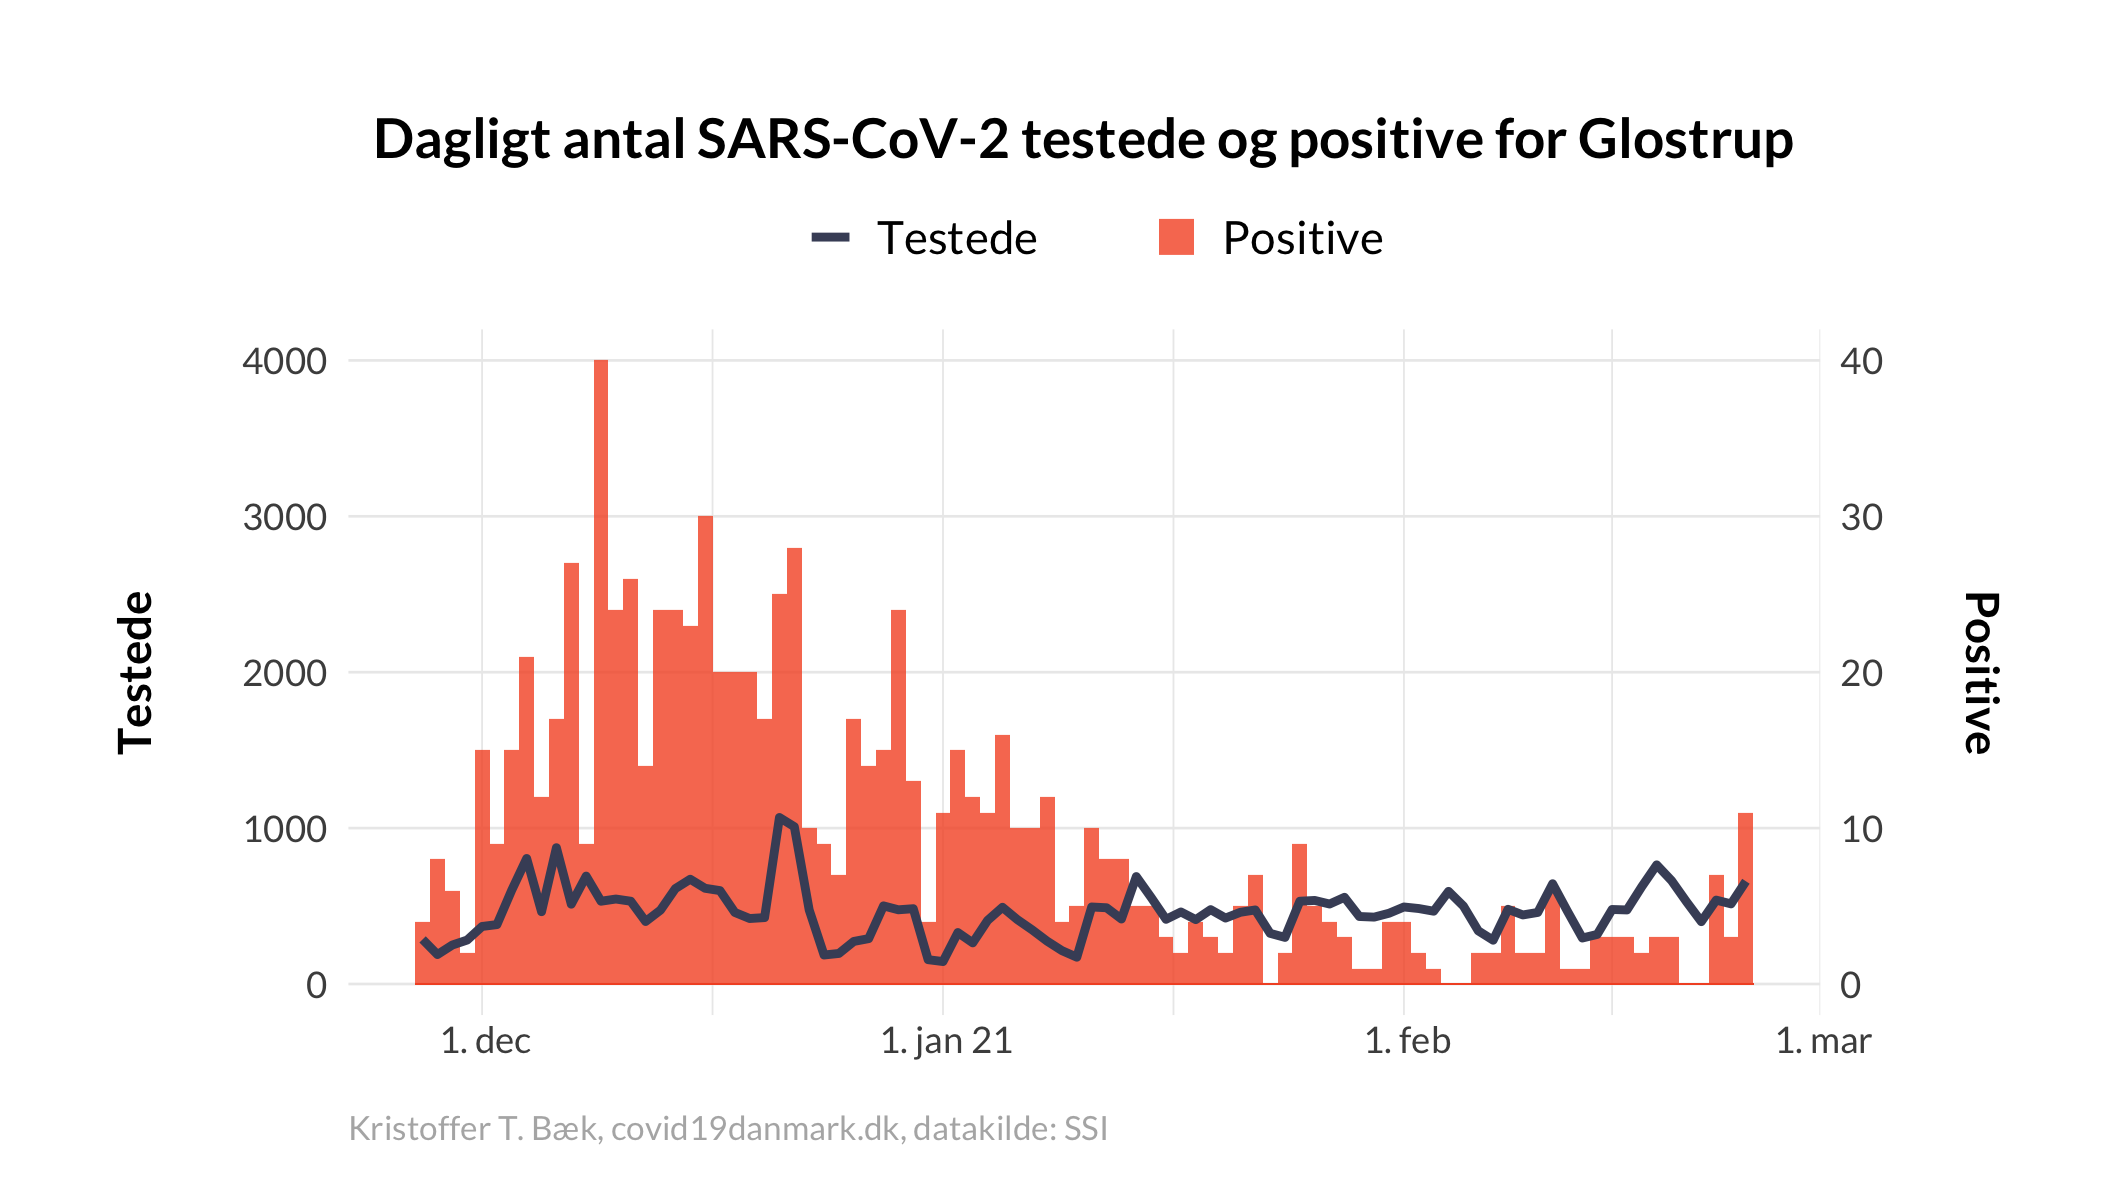 Dagligt antal SARS-CoV-2 testede og positive for Glostrup
Testede
Positive
4000
3000
2000
1000
0
Testede
40
30
20
10
0
Positive
1. dec
1. jan 21
1. feb
1. mar
Kristoffer T. Bæk, covid19danmark.dk, datakilde: SSI